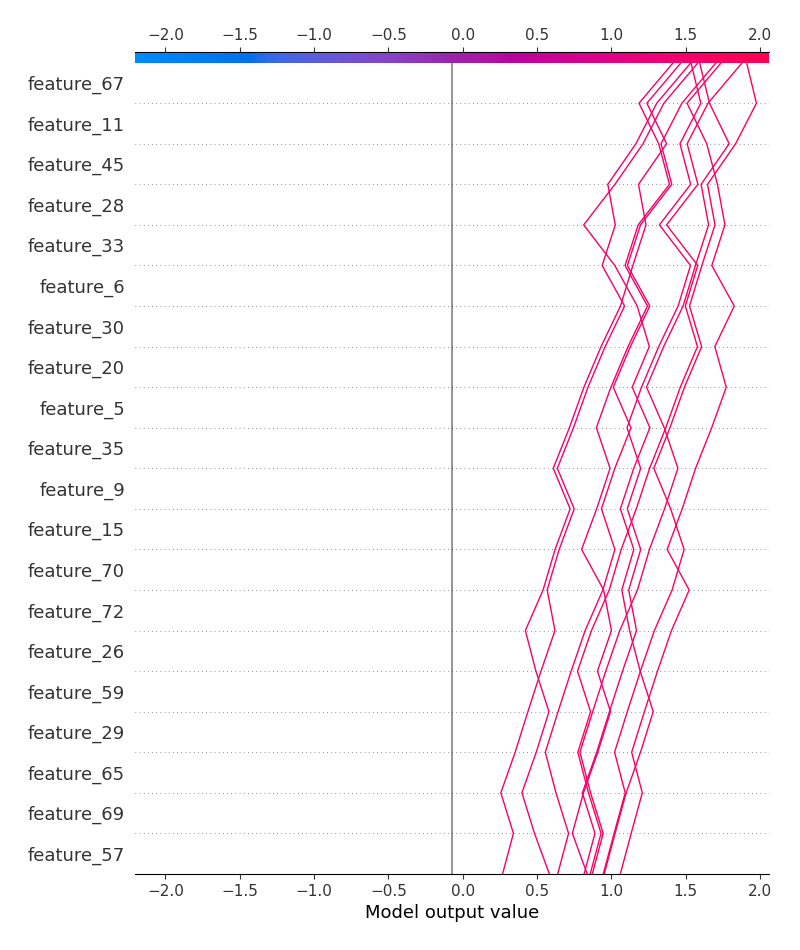 −2.0 −1.5 −1.0 −0.5 0.0 0.5 1.0 1.5 2.0
feature_67
feature_11
feature_45
feature_28
feature_33
feature_6
feature_30
feature_20
feature_5
feature_35
feature_9
feature_15
feature_70
feature_72
feature_26
feature_59
feature_29
feature_65
feature_69
feature_57
−2.0 −1.5 −1.0 −0.5 0.0 0.5 1.0 1.5 2.0
Model output value